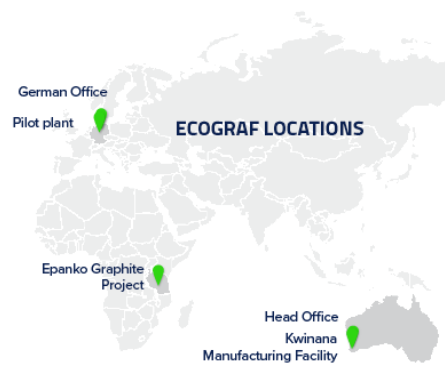 German Office
Pilot plant
ECOGRAF LOCATIONS
Epanko Graphite
Project
Head Office
Kwinana
Manufacturing Facility